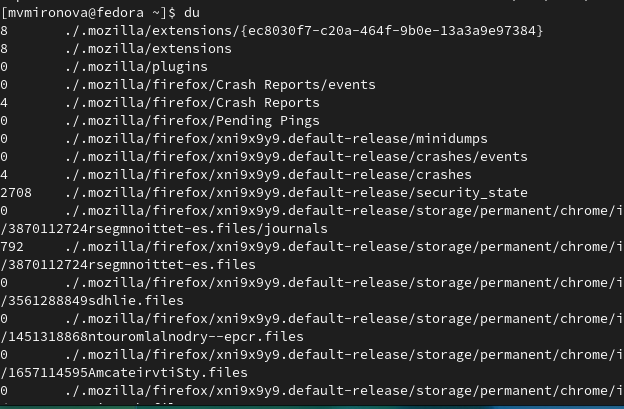 [mvmironova@fedora ~]$ du
8 ./.mozilla/extensions/{ec8030f7-c20a-464f-9b0e-13a3a9e97384}
8 ./.mozilla/extensions
0 ./.mozilla/plugins
0 ./.mozilla/firefox/Crash Reports/events
4 ./.mozilla/firefox/Crash Reports
0 ./.mozilla/firefox/Pending Pings
0 ./.mozilla/firefox/xni9x9y9.default-release/minidumps
0 ./.mozilla/firefox/xni9x9y9.default-release/crashes/events
4 ./.mozilla/firefox/xni9x9y9.default-release/crashes
2708 ./.mozilla/firefox/xni9x9y9.default-release/security_state
0 ./.mozilla/firefox/xni9x9y9.default-release/storage/permanent/chrome/i
/3870112724rsegmnoittet-es.files/journals
792 ./.mozilla/firefox/xni9x9y9.default-release/storage/permanent/chrome/i
/3870112724rsegmnoittet-es.files
0 ./.mozilla/firefox/xni9x9y9.default-release/storage/permanent/chrome/i
/3561288849sdhlie.files
0 ./.mozilla/firefox/xni9x9y9.default-release/storage/permanent/chrome/i
/1451318868ntouromlalnodry--epcr.files
0 ./.mozilla/firefox/xni9x9y9.default-release/storage/permanent/chrome/i
/1657114595AmcateirvtiSty.files
0 ./.mozilla/firefox/xni9x9y9.default-release/storage/permanent/chrome/i